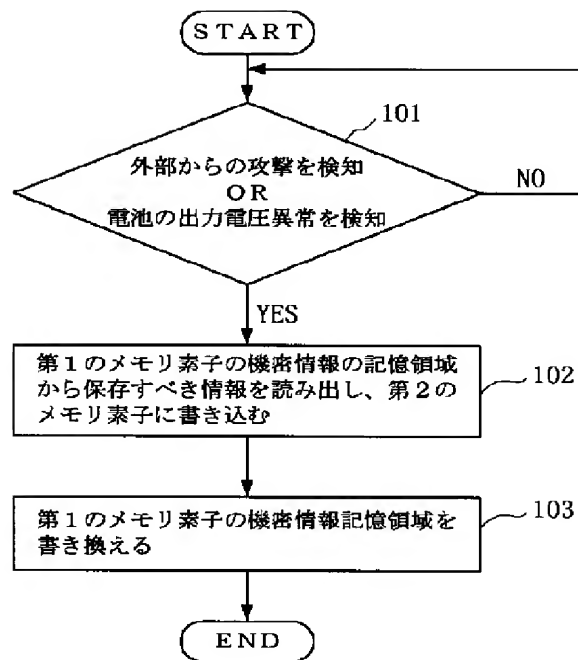 START
101
外部からの攻撃を検知
OR
電池の出力電圧異常を検知
NO
YES
第1のメモリ素子の機密情報の記憶領域
から保存すべき情報を読み出し、第2の
メモリ素子に書き込む
102
第1のメモリ素子の機密情報記憶領域を
書き換える
103
END